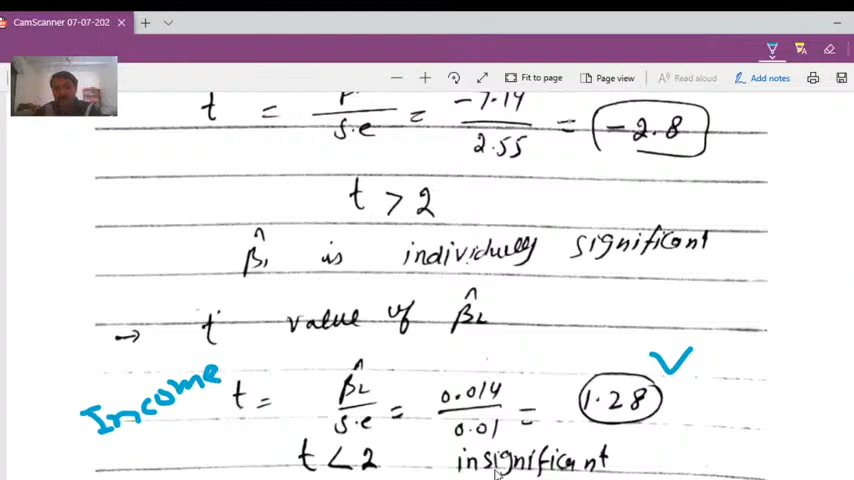 CamScanner 07-07-202
Fit to page
Page view
Read aloud
Add notes
t = / s.e = -7.14 / 2.55 = -2.8
t > 2
β̂₁ is individually significant
→ t value of β̂₂
Income t = β̂₂ / s.e = 0.014 / 0.01 = 1.28
t < 2 insignificant